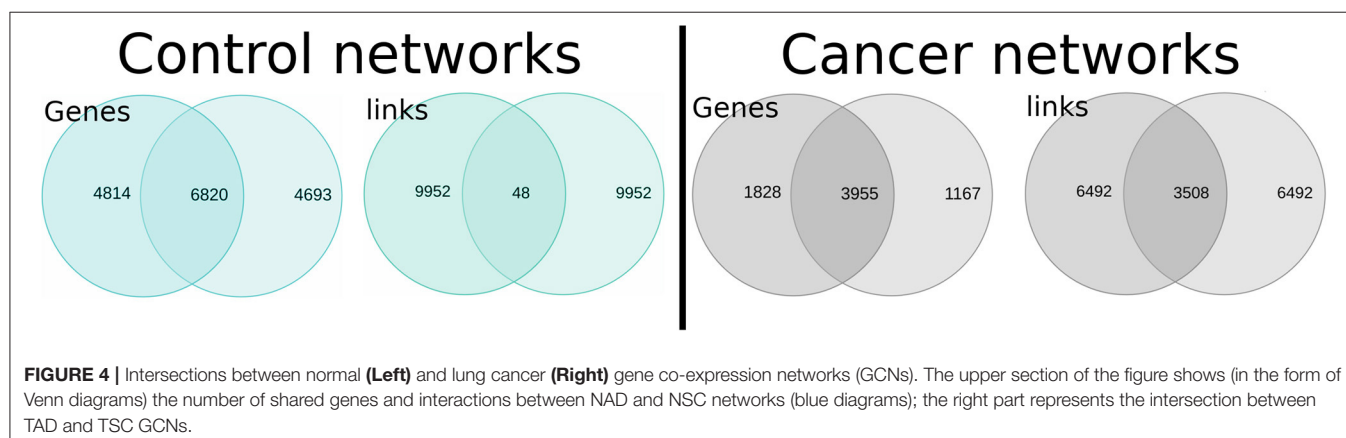 Control networks
Cancer networks
Genes
4814 6820 4693
links
9952 48 9952
Genes
1828 3955 1167
links
6492 3508 6492
FIGURE 4 | Intersections between normal (Left) and lung cancer (Right) gene co-expression networks (GCNs). The upper section of the figure shows (in the form of
Venn diagrams) the number of shared genes and interactions between NAD and NSC networks (blue diagrams); the right part represents the intersection between
TAD and TSC GCNs.